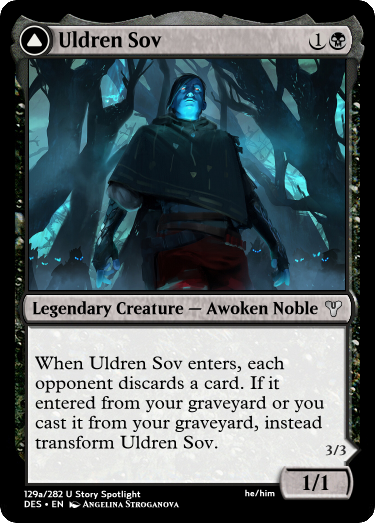 Uldren Sov 1
Legendary Creature — Awoken Noble
When Uldren Sov enters, each
opponent discards a card. If it
entered from your graveyard or you
cast it from your graveyard, instead
transform Uldren Sov.
3/3
1/1
129a/282 U Story Spotlight he/him
DES • EN Angelina Stroganova